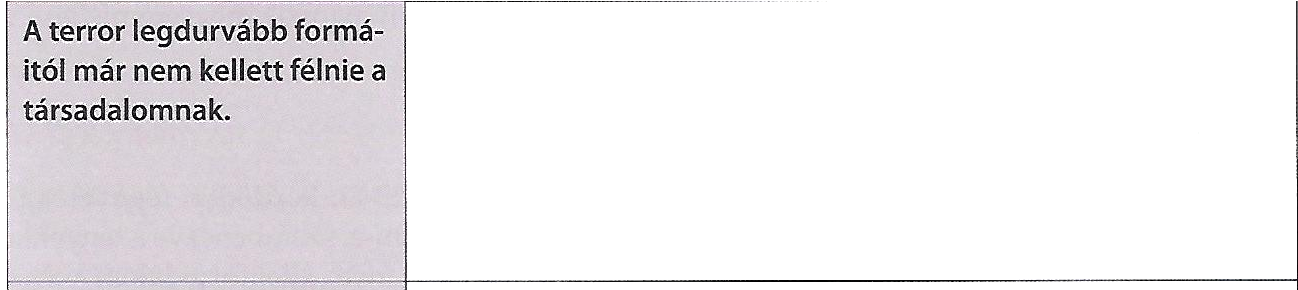 A terror legdurvább formá-
itól már nem kellett félnie a
társadalomnak.